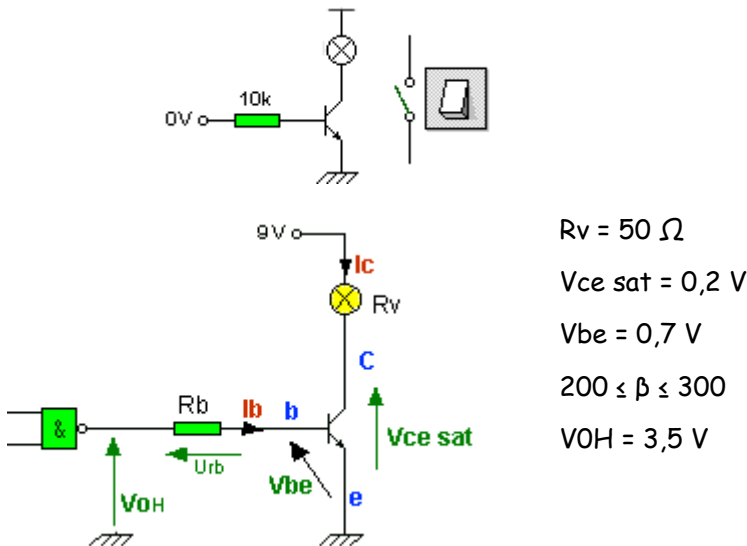 10k
0V
9V
Ic
Rv
C
Rb
Ib
b
&
Urb
Vce sat
VOH
Vbe
e
Rv = 50 Ω
Vce sat = 0,2 V
Vbe = 0,7 V
200 ≤ β ≤ 300
V0H = 3,5 V